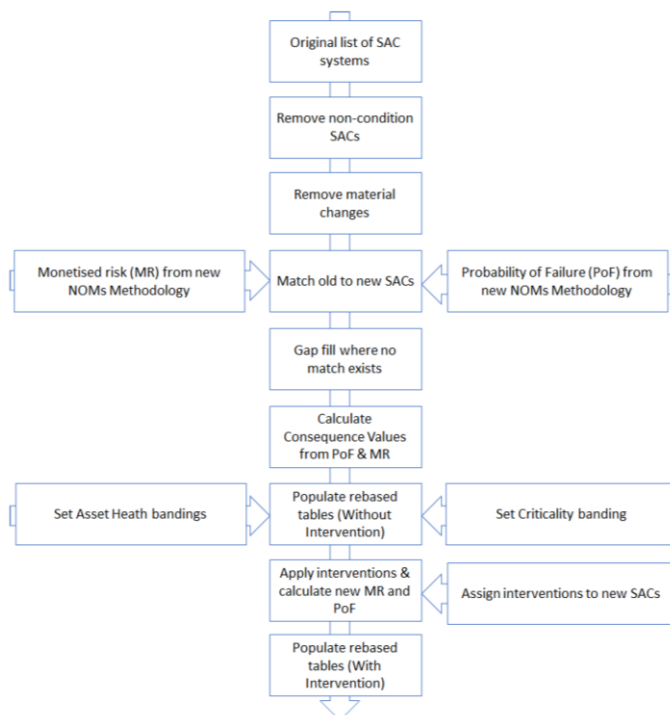 Original list of SAC
systems
Remove non-condition
SACs
Remove material
changes
Monetised risk (MR) from new
NOMs Methodology
Match old to new SACs
Probability of Failure (PoF) from
new NOMs Methodology
Gap fill where no
match exists
Calculate
Consequence Values
from PoF & MR
Set Asset Heath bandings
Populate rebased
tables (Without
Intervention)
Set Criticality banding
Apply interventions &
calculate new MR and
PoF
Assign interventions to new SACs
Populate rebased
tables (With
Intervention)